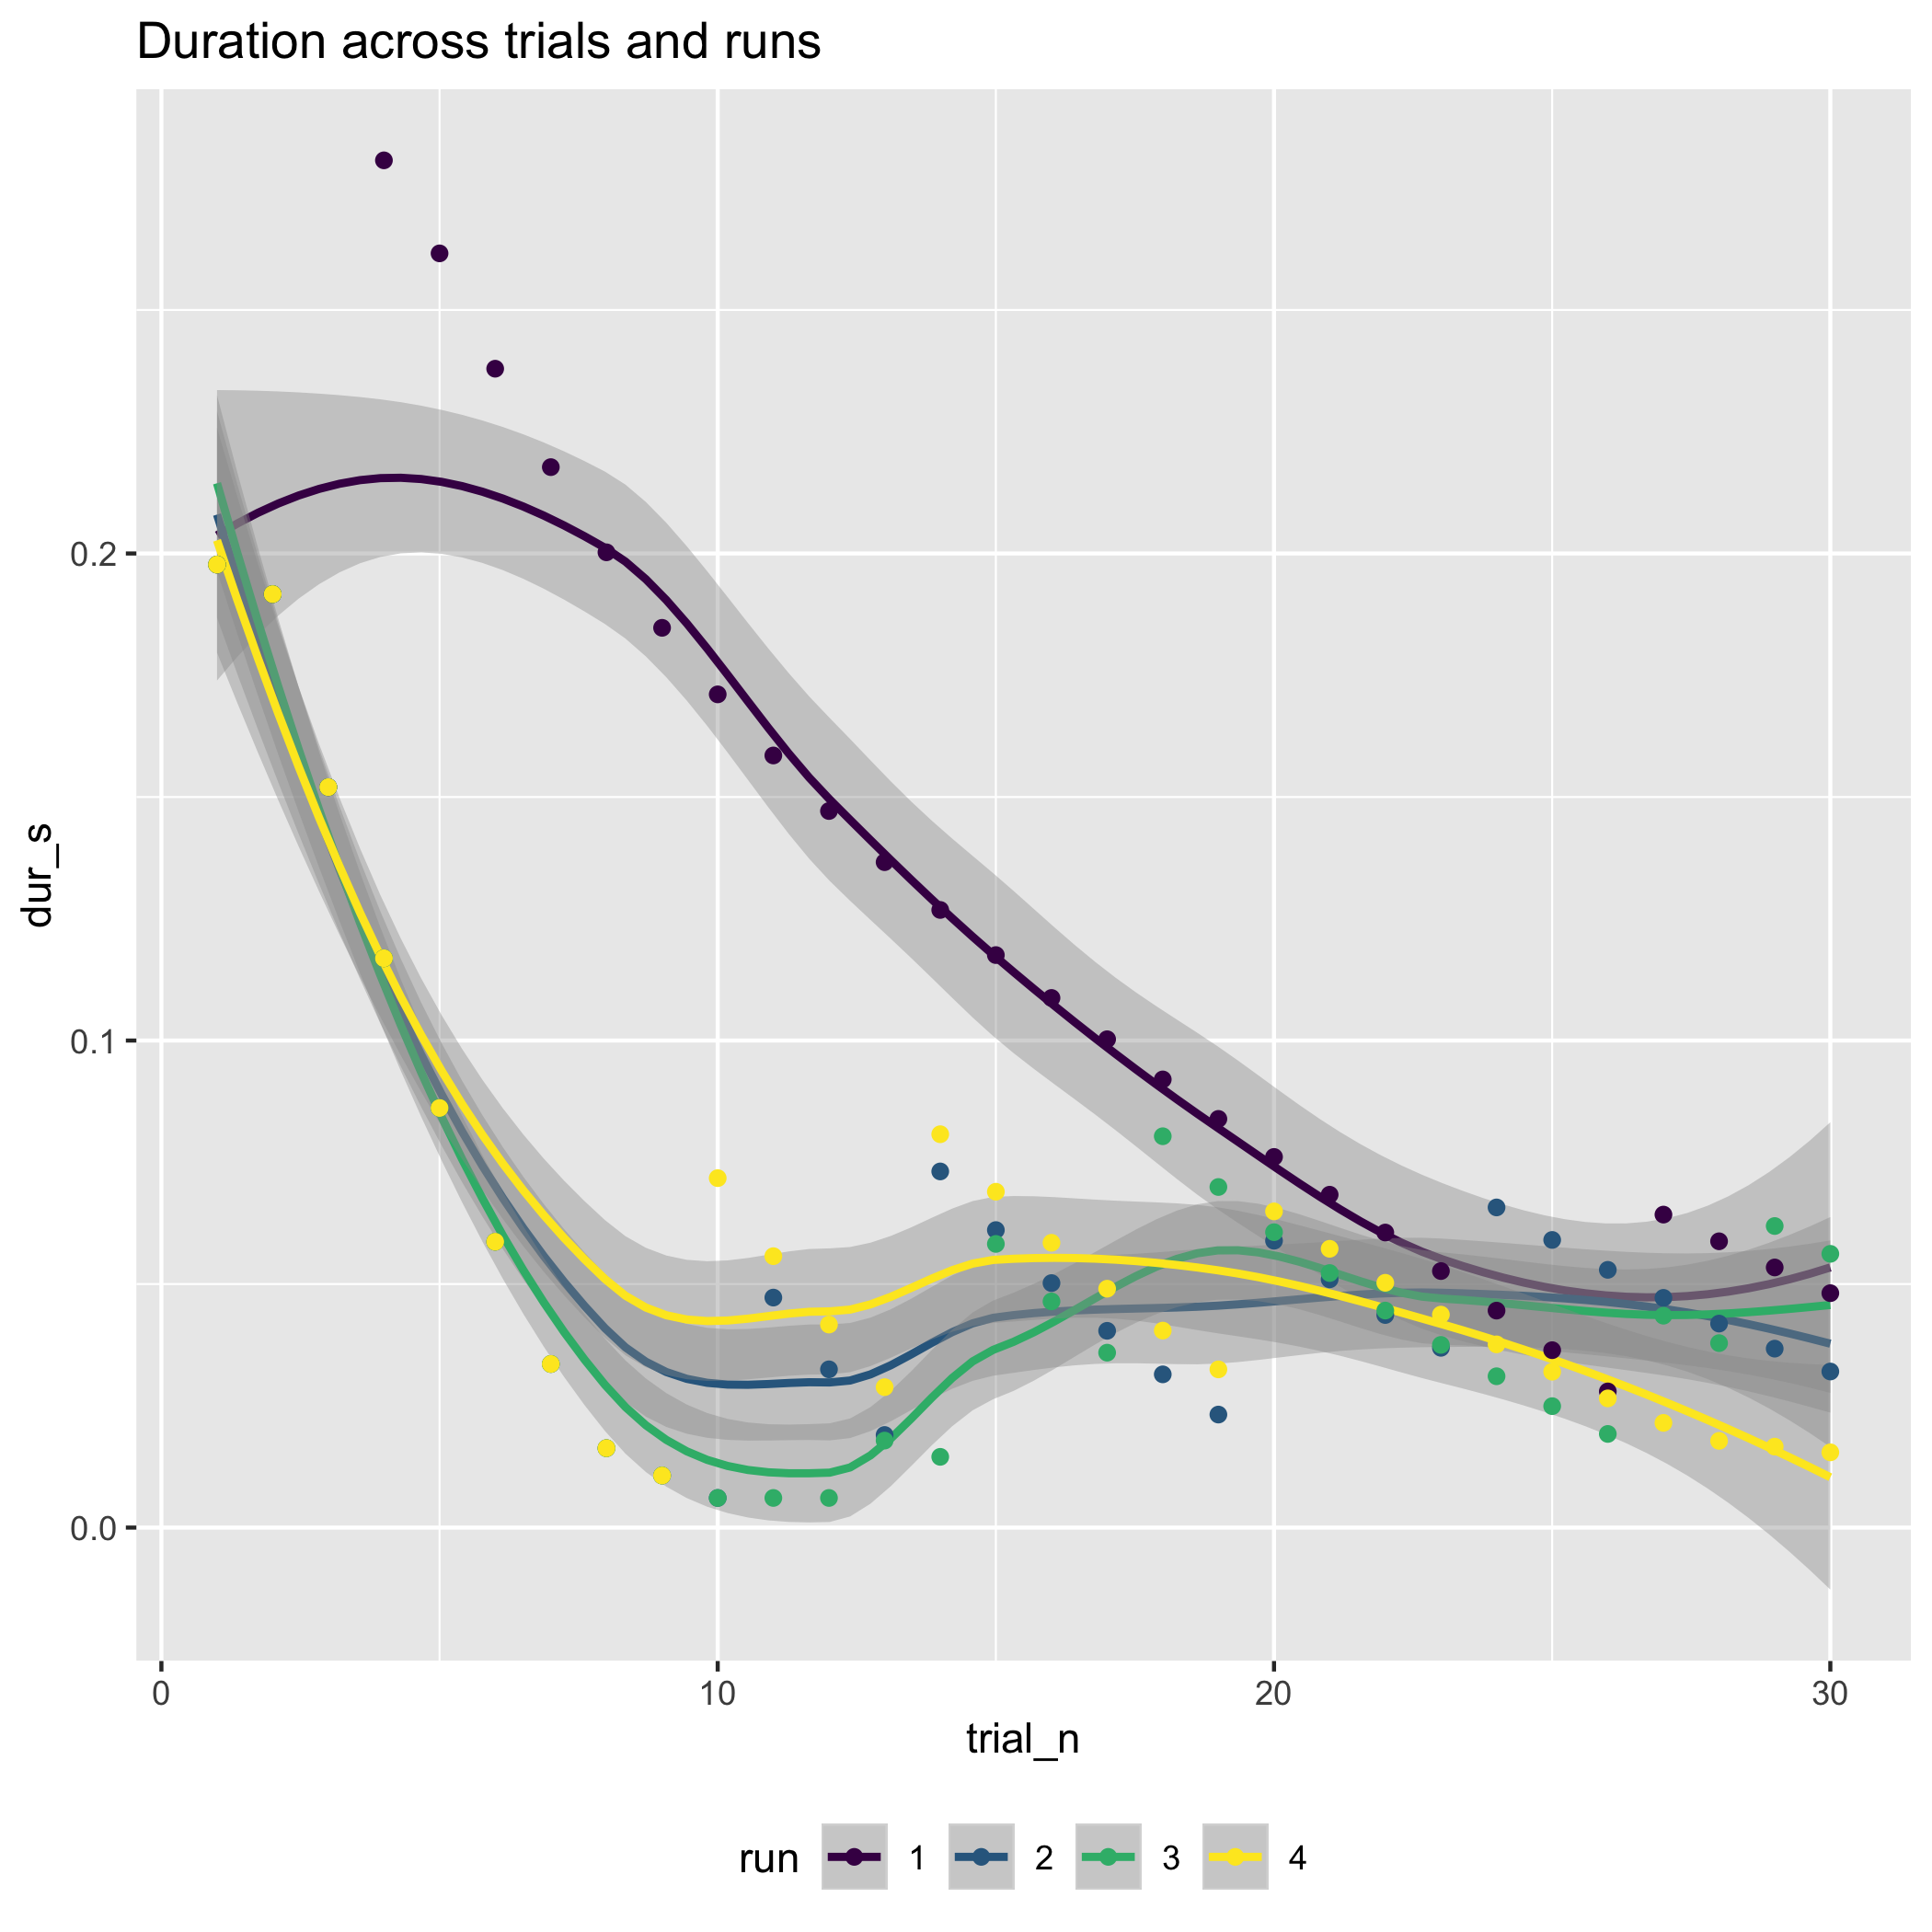 Duration across trials and runs
dur_s
0.2
0.1
0.0
0 10 20 30
trial_n
run 1 2 3 4